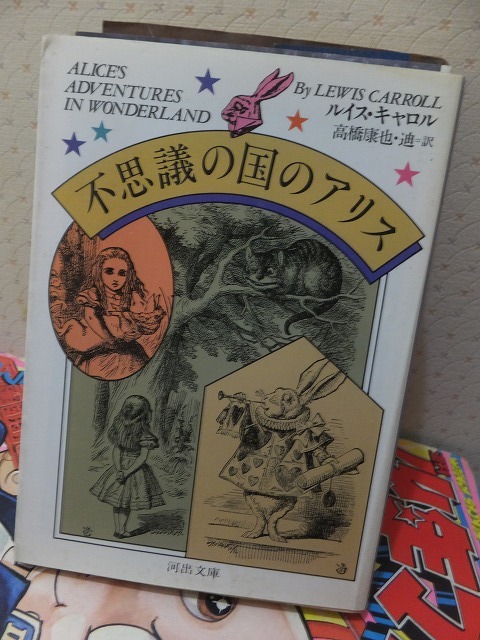 ALICE'S
ADVENTURES
IN WONDERLAND
By LEWIS CARROLL
ルイス・キャロル
高橋康也・迪=訳
不思議の国のアリス
河出文庫